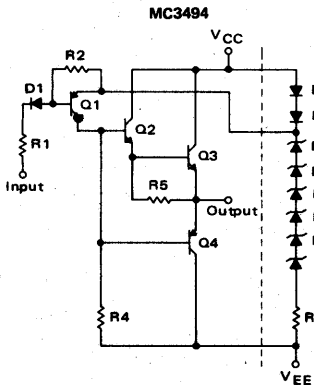 MC3494
VCC
R2
D1
Q1
Q2
R1
Q3
R5
Input
Output
Q4
R4
R
VEE